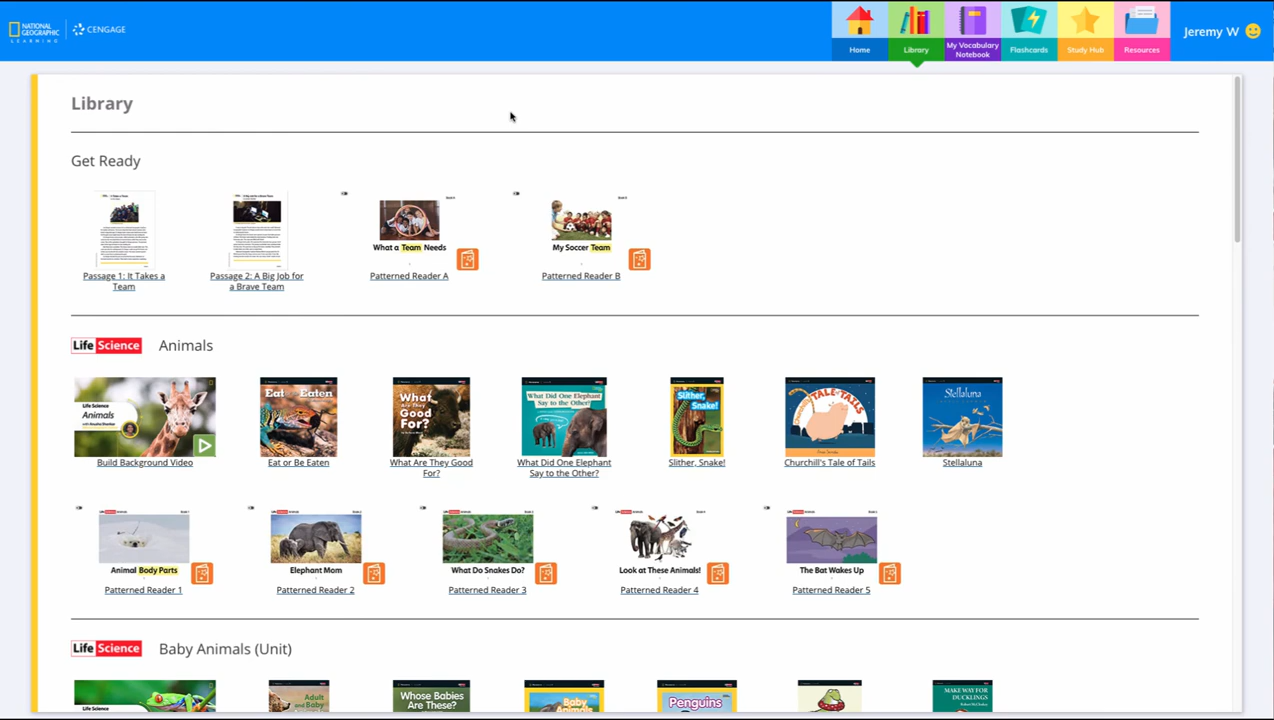 NATIONAL GEOGRAPHIC LEARNING
CENGAGE
Home
Library
My Vocabulary
Notebook
Flashcards
Study Hub
Resources
Jeremy W
Library
Get Ready
What a Team Needs
My Soccer Team
Passage 1: It Takes a
Team
Passage 2: A Big Job for
a Brave Team
Patterned Reader A
Patterned Reader B
Life Science
Animals
Life Science
Animals
Eat or Be Eaten
What Are They Good For?
What Did One Elephant
Say to the Other?
Slither,
Snake!
TALE OF TAILS
Stellaluna
Build Background Video
Eat or Be Eaten
What Are They Good
For?
What Did One Elephant
Say to the Other?
Slither, Snake!
Churchill's Tale of Tails
Stellaluna
Animal Body Parts
Elephant Mom
What Do Snakes Do?
Look at These Animals!
The Bat Wakes Up
Patterned Reader 1
Patterned Reader 2
Patterned Reader 3
Patterned Reader 4
Patterned Reader 5
Life Science
Baby Animals (Unit)
Adult
and Baby
Whose Babies
Are These?
Baby
Animals
Penguins
MAKE WAY FOR
DUCKLINGS